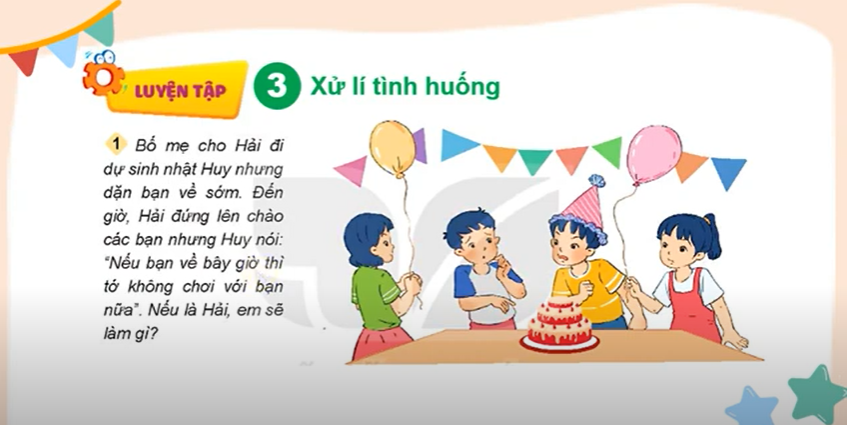 LUYỆN TẬP
3 Xử lí tình huống
1 Bố mẹ cho Hải đi
dự sinh nhật Huy nhưng
dặn bạn về sớm. Đến
giờ, Hải đứng lên chào
các bạn nhưng Huy nói:
“Nếu bạn về bây giờ thì
tớ không chơi với bạn
nữa”. Nếu là Hải, em sẽ
làm gì?